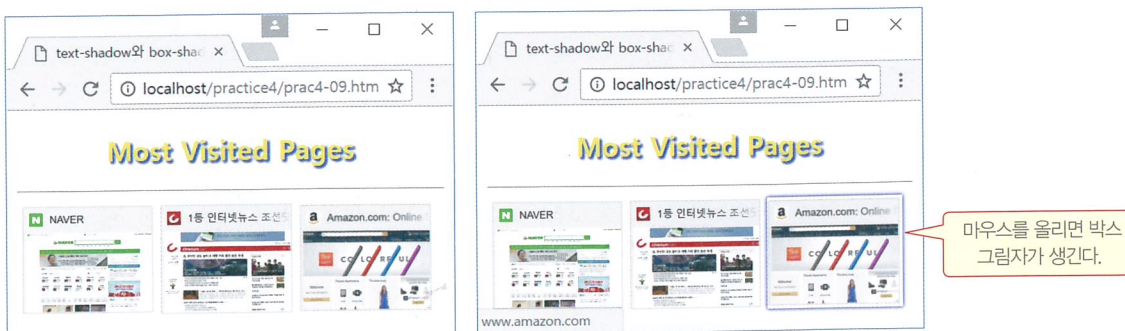 text-shadow와 box-shad
localhost/practice4/prac4-09.htm
Most Visited Pages
NAVER
1등 인터넷뉴스 조선
Amazon.com: Online
text-shadow와 box-shad
localhost/practice4/prac4-09.htm
Most Visited Pages
NAVER
1등 인터넷뉴스 조선
a Amazon.com: Online
www.amazon.com
마우스를 올리면 박스
그림자가 생긴다.